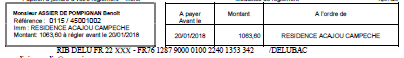 Monsieur ASSIER DE POMPIGNAN Benoît
Référence : 0115 / 45001002
Imm : RESIDENCE ACAJOU CAMPECHE
Montant: 1063,60 à régler avant le 20/01/2018
A payer Avant le
Montant
A l'ordre de
20/01/2018
1063,60
RESIDENCE ACAJOU CAMPECHE
RIB DELU FR 22 XXX - FR76 1287 9000 0100 2240 1353 342 /DELUBAC